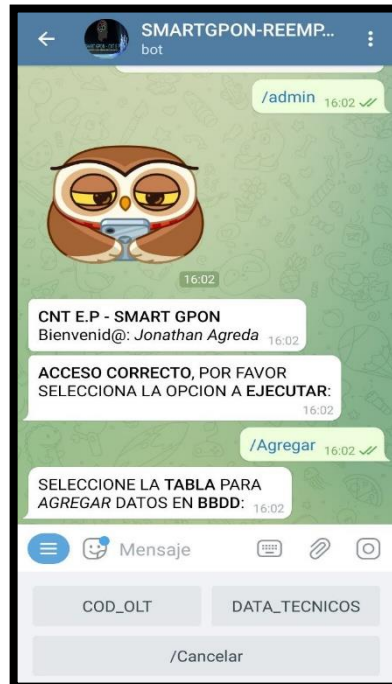 SMARTGPON-REEMP...
bot
/admin 16:02
16:02
CNT E.P - SMART GPON
Bienvenid@: Jonathan Agreda 16:02
ACCESO CORRECTO, POR FAVOR
SELECCIONA LA OPCION A EJECUTAR:
16:02
/Agregar 16:02
SELECCIONE LA TABLA PARA
AGREGAR DATOS EN BBDD: 16:02
Mensaje
COD_OLT
DATA_TECNICOS
/Cancelar